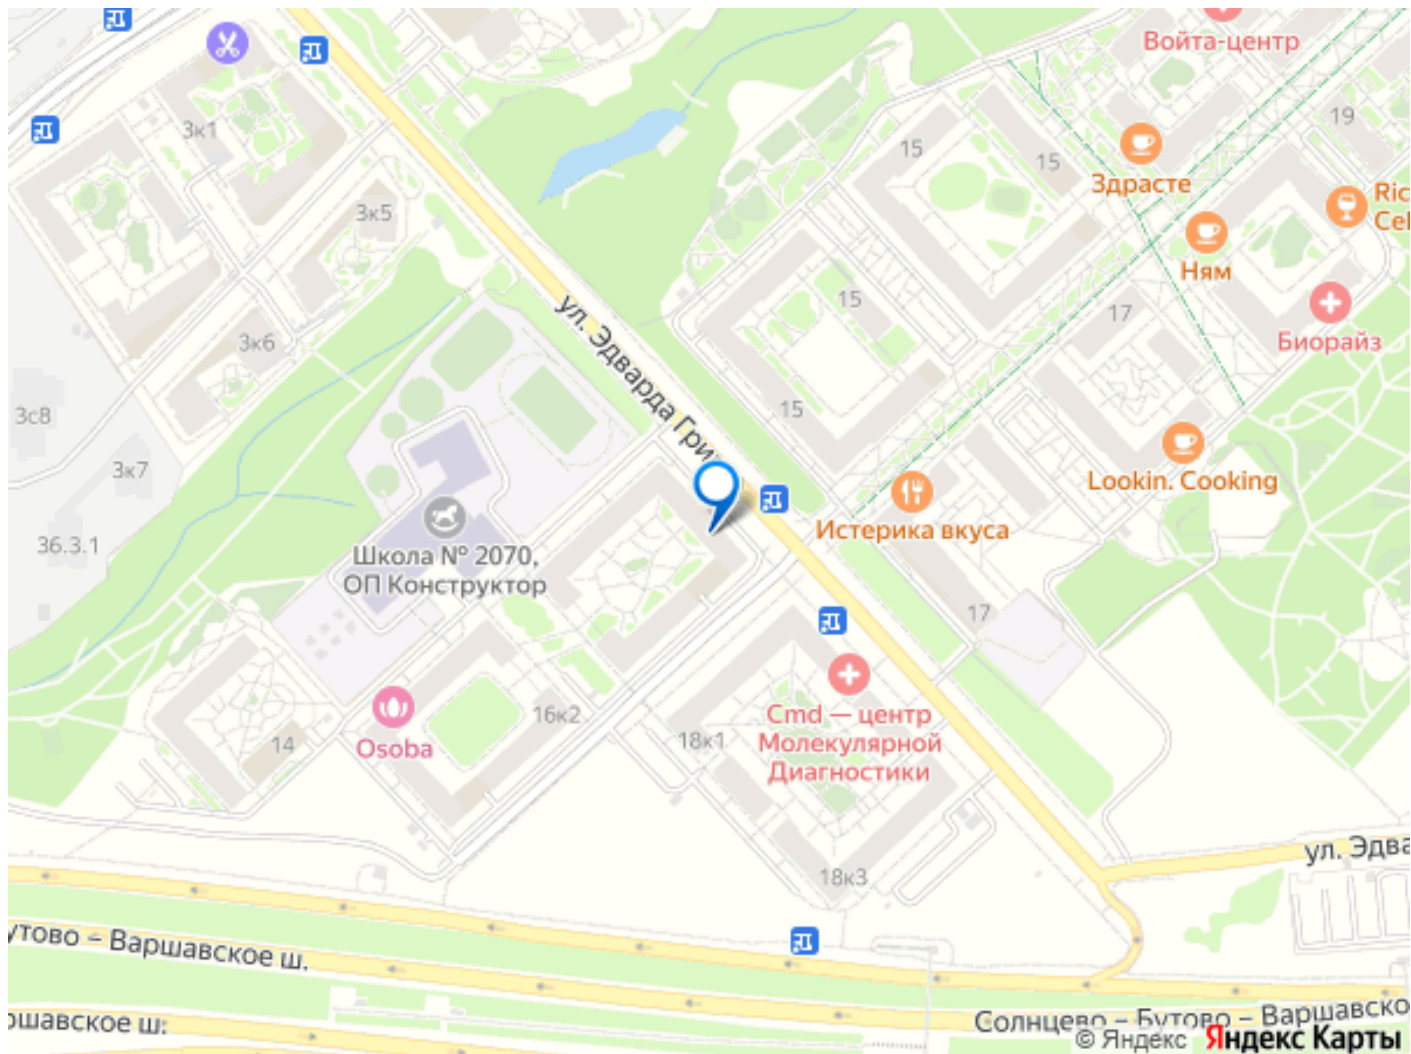 Войта-центр
3к1
19
15
15
Здрасте
Ric
Cel
3к5
Ням
15
17
ул. Эдварда Гри
3к6
Биорайз
15
3с8
3к7
Lookin. Cooking
Истерика вкуса
36.3.1
Школа № 2070,
ОП Конструктор
17
16к2
Cmd — центр
Молекулярной
Диагностики
18к1
14
Osoba
ул. Эдва
18к3
утово – Варшавское ш.
ршавское ш.
Солнцево – Бутово – Варшавско
© Яндекс Яндекс Карты